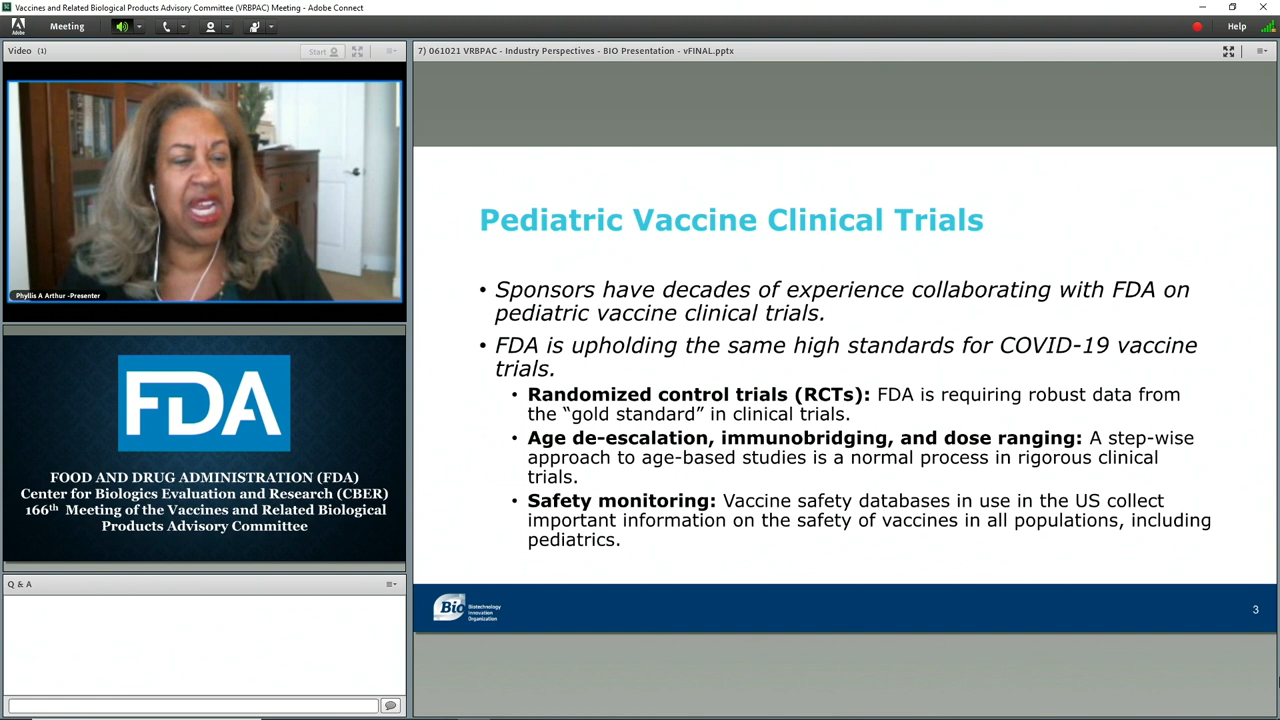 Vaccines and Related Biological Products Advisory Committee (VRBPAC) Meeting - Adobe Connect
Adobe
Meeting
Help
Video (1)
Start
Phyllis A Arthur -Presenter
FDA
FOOD AND DRUG ADMINISTRATION (FDA)
Center for Biologics Evaluation and Research (CBER)
166th Meeting of the Vaccines and Related Biological
Products Advisory Committee
Q & A
7) 061021 VRBPAC - Industry Perspectives - BIO Presentation - vFINAL.pptx
Pediatric Vaccine Clinical Trials
• Sponsors have decades of experience collaborating with FDA on
pediatric vaccine clinical trials.
• FDA is upholding the same high standards for COVID-19 vaccine
trials.
• Randomized control trials (RCTs): FDA is requiring robust data from
the “gold standard” in clinical trials.
• Age de-escalation, immunobridging, and dose ranging: A step-wise
approach to age-based studies is a normal process in rigorous clinical
trials.
• Safety monitoring: Vaccine safety databases in use in the US collect
important information on the safety of vaccines in all populations, including
pediatrics.
Bio
Biotechnology
Innovation
Organization
3